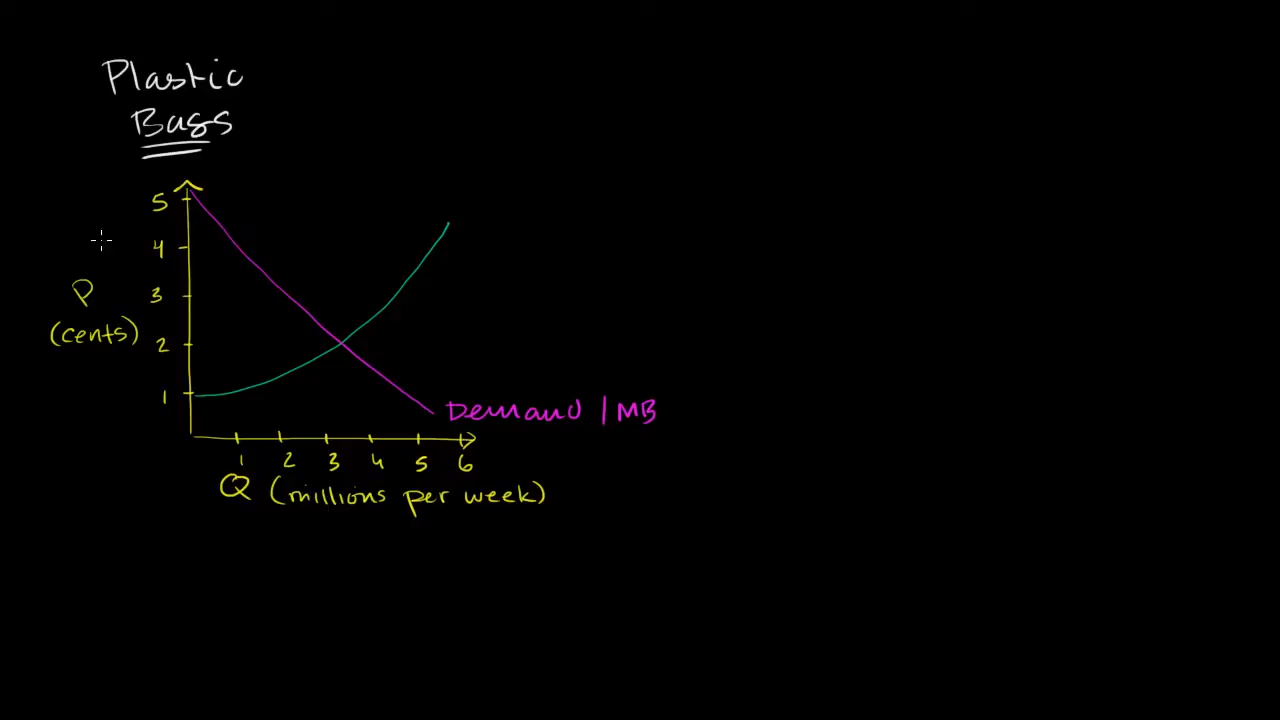 Plastic
Bags
5
4
3
2
1
P
(cents)
Demand / MB
1 2 3 4 5 6
Q (millions per week)